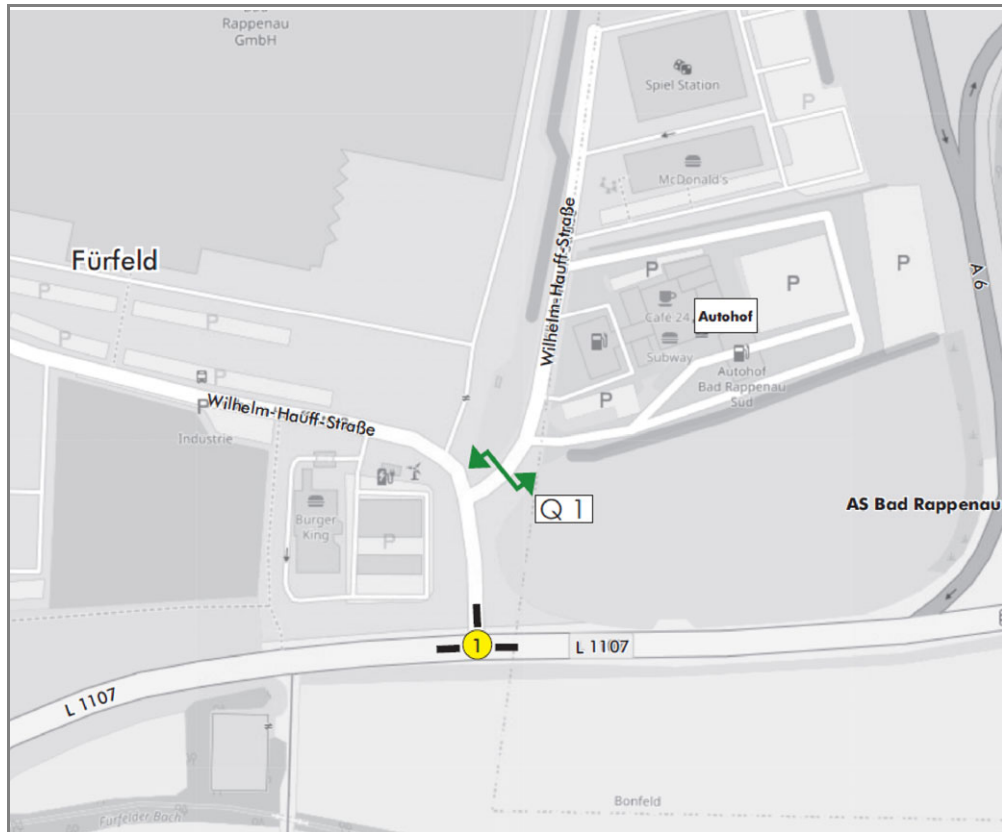 Rappenau
GmbH
Spiel Station
P
McDonald's
Wilhelm-Hauff-Straße
Fürfeld
P
P
P
P
A 6
P
Café 24
Autohof
Subway
Autohof
Bad Rappenau
Süd
P
P
P
Wilhelm-Hauff-Straße
Industrie
Burger
King
P
Q 1
AS Bad Rappenau
1
L 1107
L 1107
Bonfeld
Fürfelder Bach